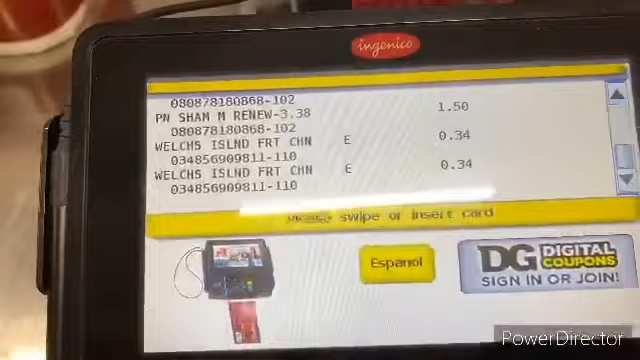 ingenico
080878180868-102
PN SHAM M RENEW-3.38 1.50
080878180868-102
WELCHS ISLND FRT CHN E 0.34
034856909811-110
WELCHS ISLND FRT CHN E 0.34
034856909811-110
Please swipe or insert card
Espanol
DG DIGITAL COUPONS
SIGN IN OR JOIN!
PowerDirector